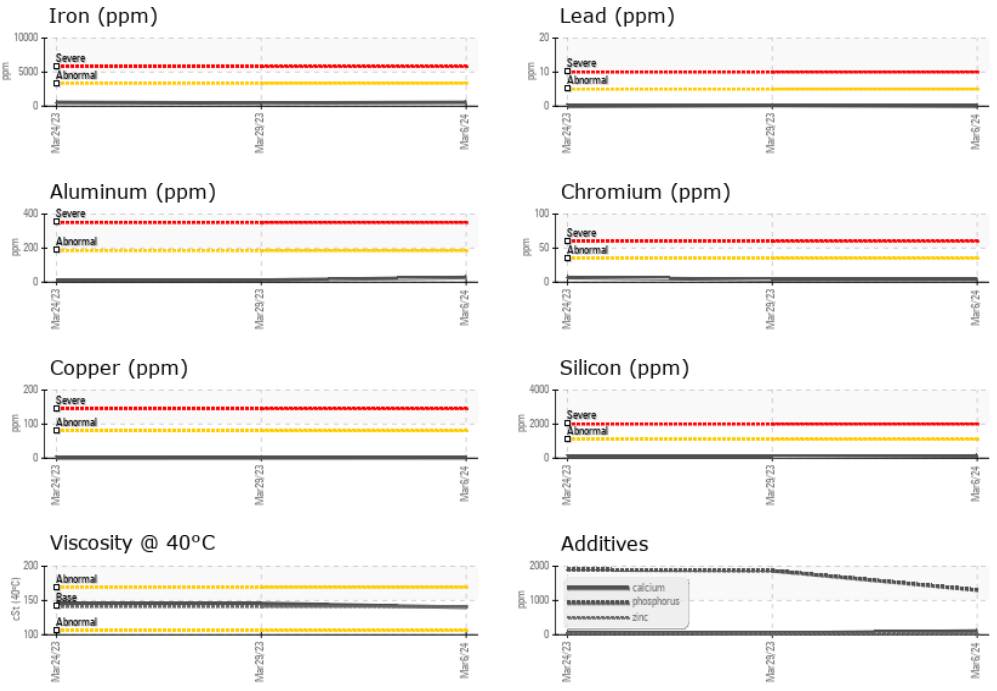 Iron (ppm)
10000
5000
0
ppm
Severe
Abnormal
Mar24/23
Mar29/23
Mar6/24
Lead (ppm)
20
10
0
ppm
Severe
Abnormal
Mar24/23
Mar29/23
Mar6/24
Aluminum (ppm)
400
200
0
ppm
Severe
Abnormal
Mar24/23
Mar29/23
Mar6/24
Chromium (ppm)
100
50
0
ppm
Severe
Abnormal
Mar24/23
Mar29/23
Mar6/24
Copper (ppm)
200
100
0
ppm
Severe
Abnormal
Mar24/23
Mar29/23
Mar6/24
Silicon (ppm)
4000
2000
0
ppm
Severe
Abnormal
Mar24/23
Mar29/23
Mar6/24
Viscosity @ 40°C
200
150
100
cSt (40°C)
Abnormal
Base
Abnormal
Mar24/23
Mar29/23
Mar6/24
Additives
2000
1000
0
ppm
calcium
phosphorus
zinc
Mar24/23
Mar29/23
Mar6/24